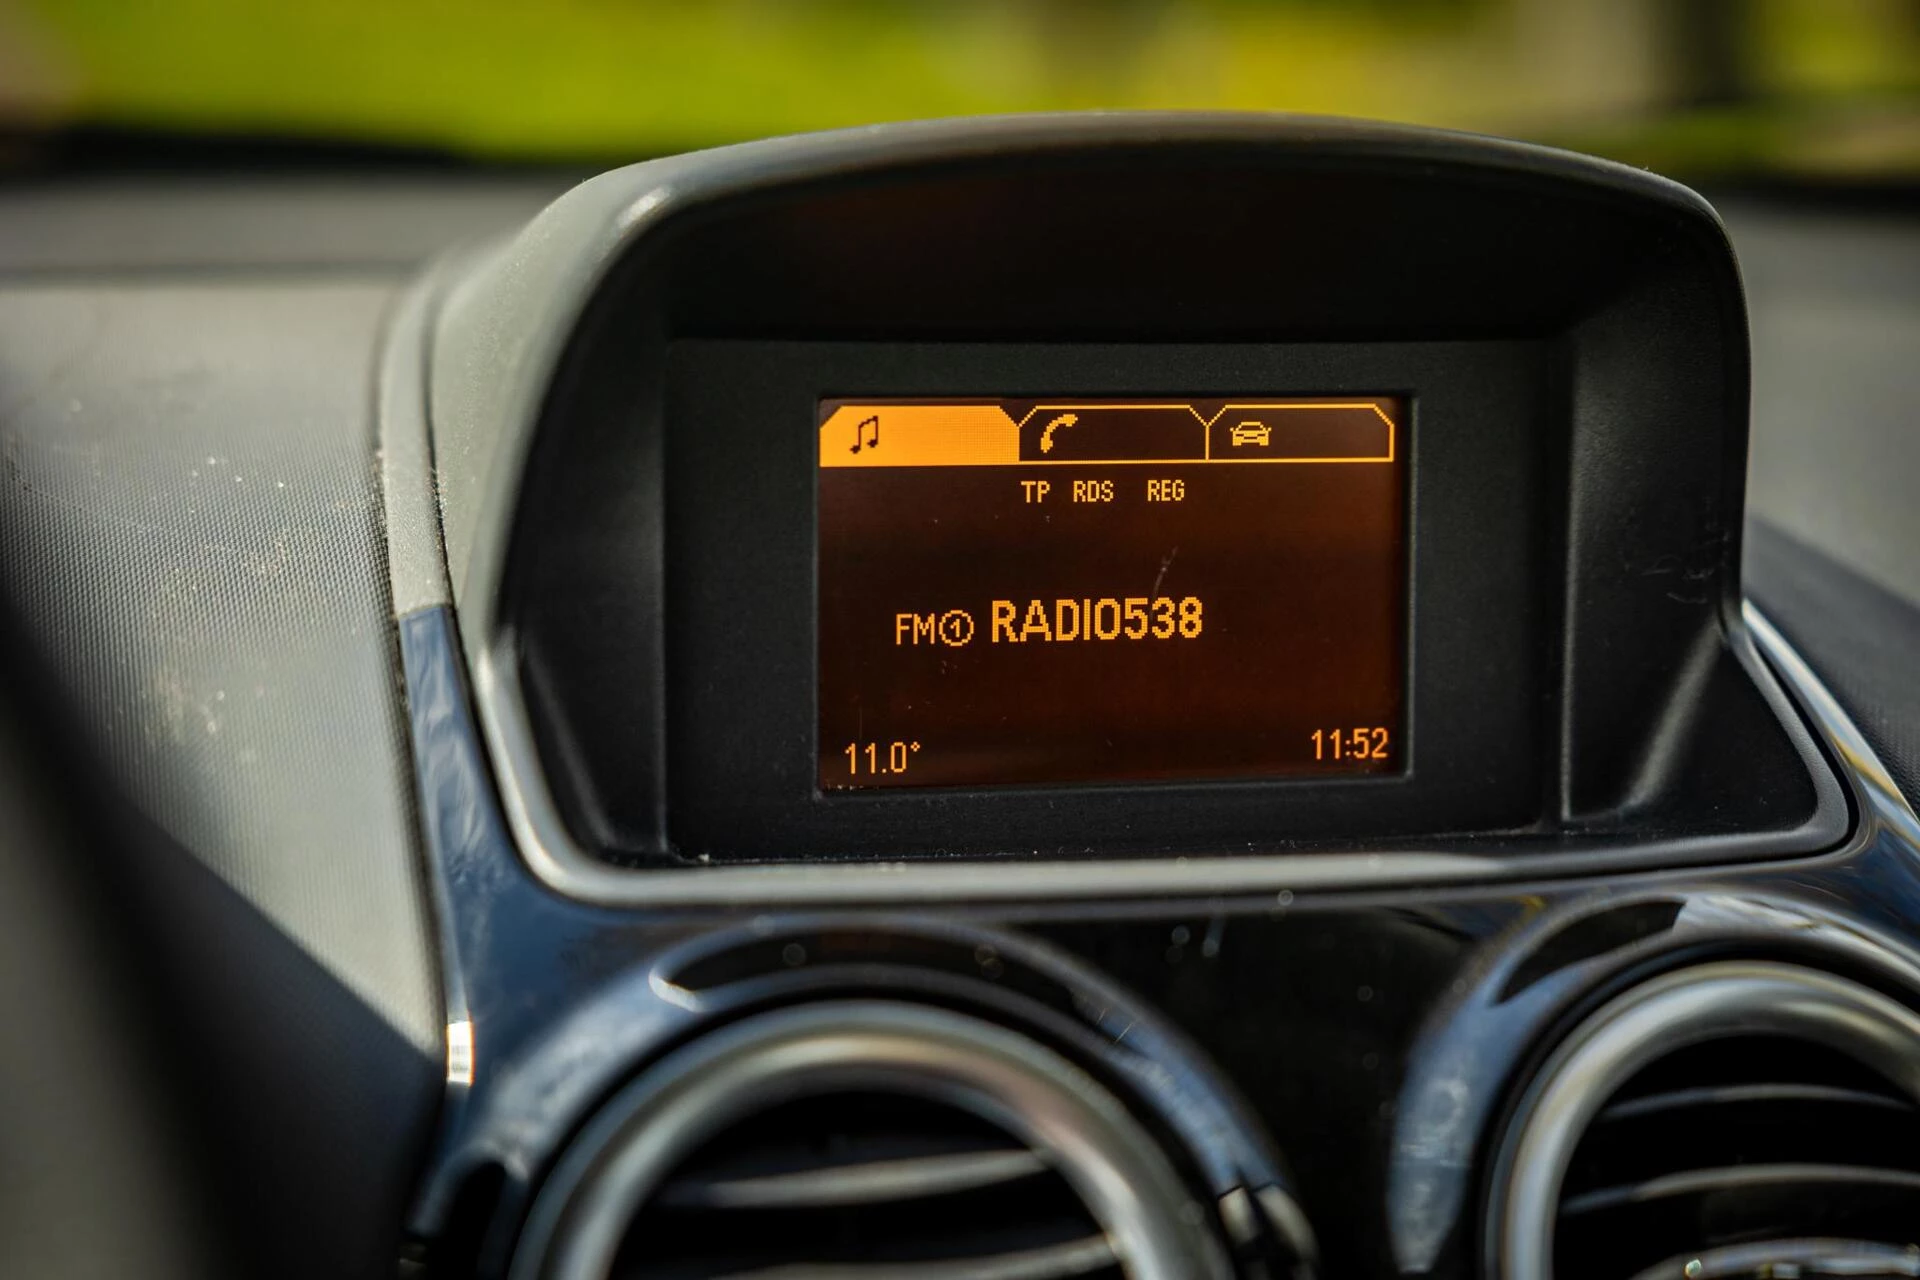 TP RDS REG
FM① RADIO538
11.0° 11:52